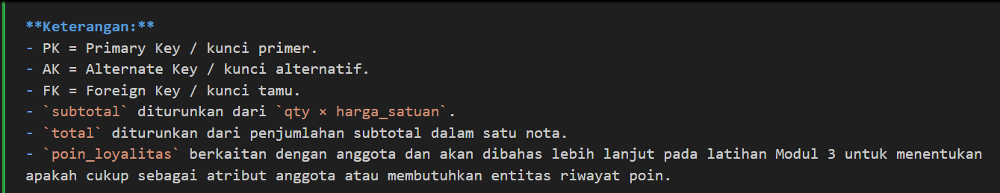 **Keterangan:**
- PK = Primary Key / kunci primer.
- AK = Alternate Key / kunci alternatif.
- FK = Foreign Key / kunci tamu.
- `subtotal` diturunkan dari `qty × harga_satuan`.
- `total` diturunkan dari penjumlahan subtotal dalam satu nota.
- `poin_loyalitas` berkaitan dengan anggota dan akan dibahas lebih lanjut pada latihan Modul 3 untuk menentukan
apakah cukup sebagai atribut anggota atau membutuhkan entitas riwayat poin.